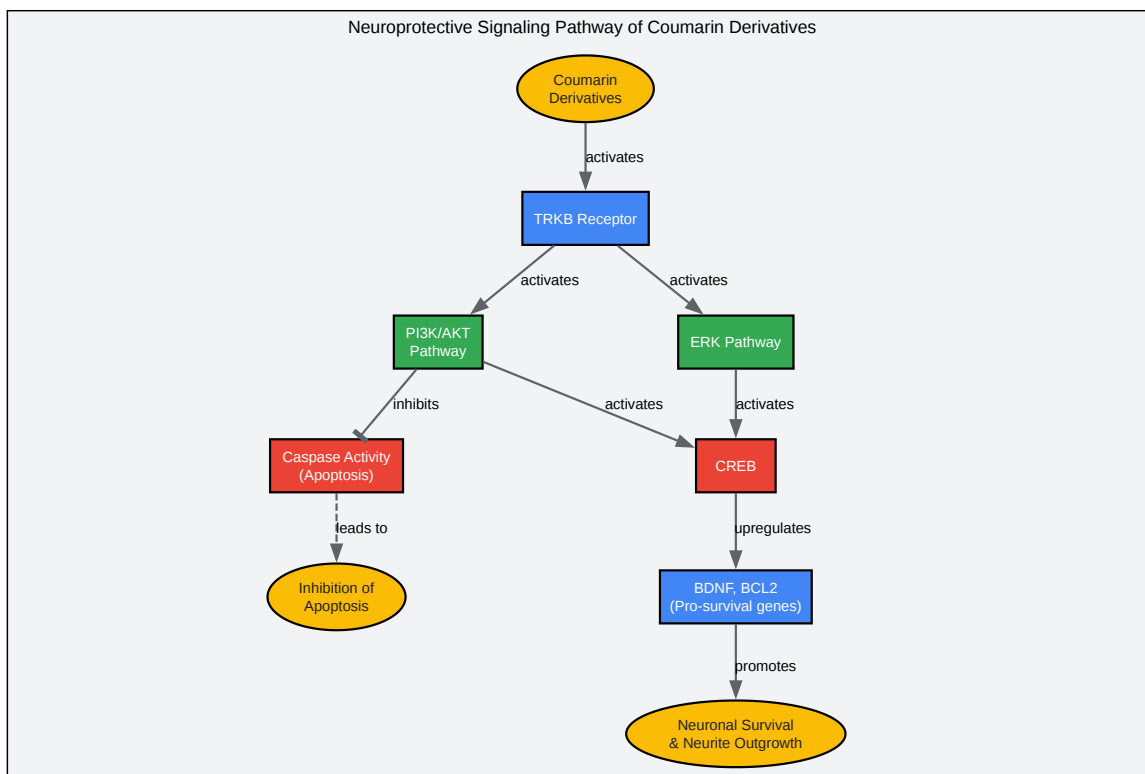 Neuroprotective Signaling Pathway of Coumarin Derivatives
Coumarin
Derivatives
activates
TRKB Receptor
activates
activates
PI3K/AKT
Pathway
ERK Pathway
inhibits
activates
activates
Caspase Activity
(Apoptosis)
CREB
leads to
upregulates
Inhibition of
Apoptosis
BDNF, BCL2
(Pro-survival genes)
promotes
Neuronal Survival
& Neurite Outgrowth